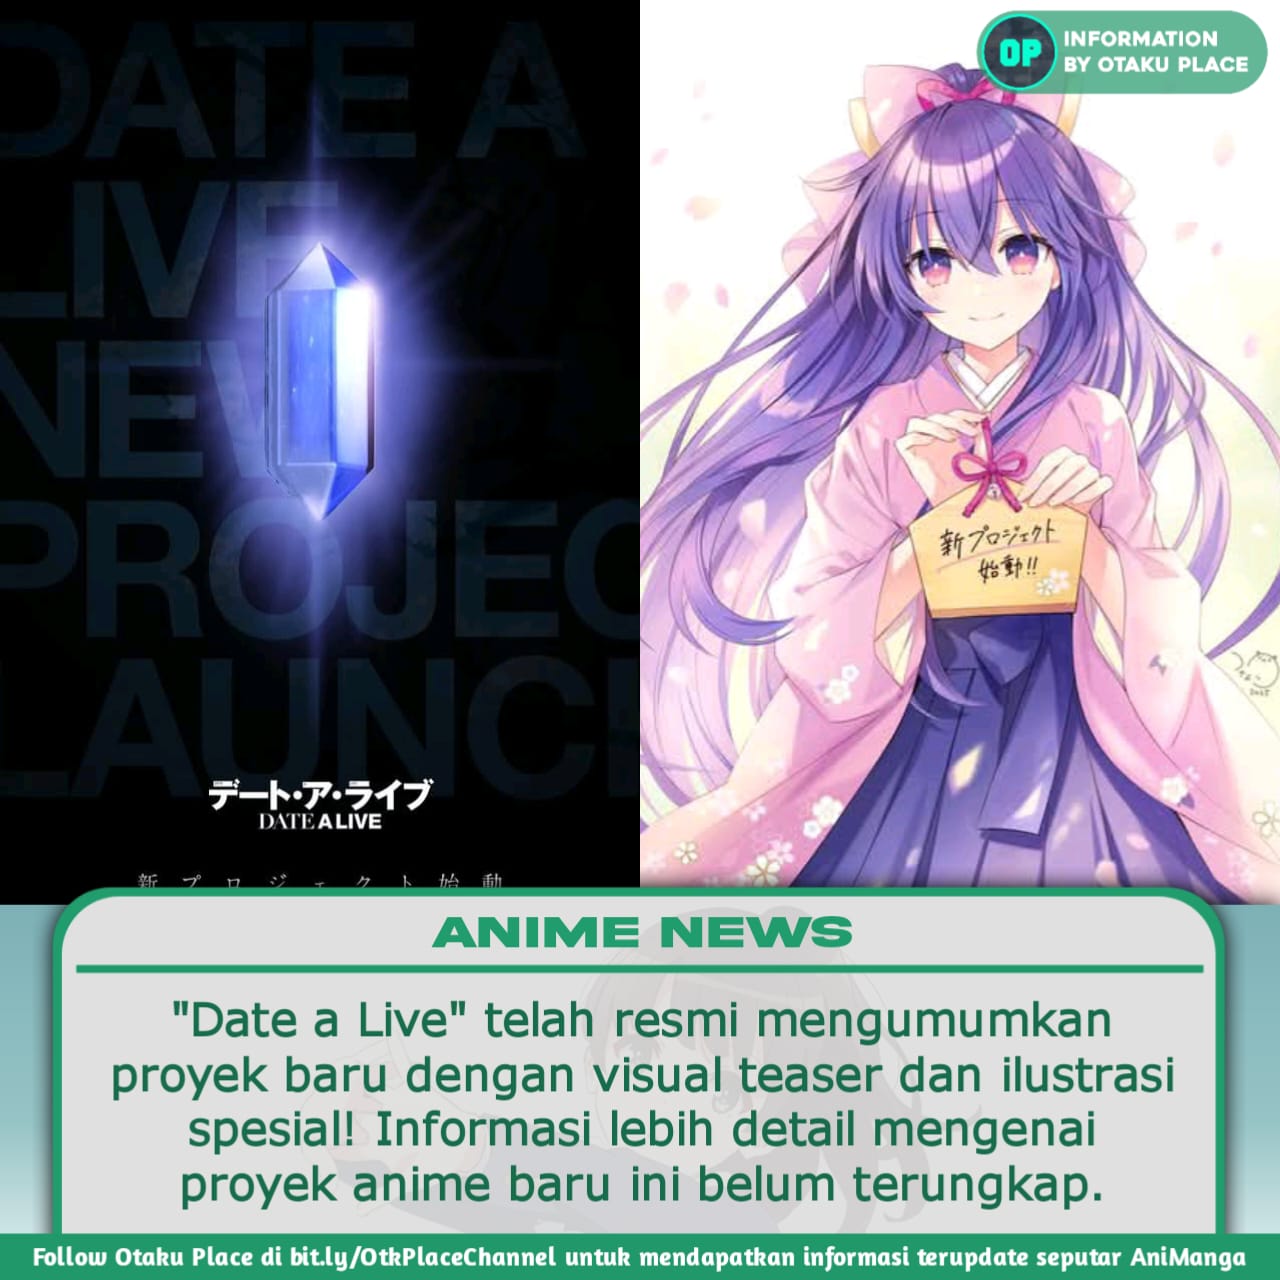 OP
INFORMATION
BY OTAKU PLACE
DATE A
LIVE
NEW
PROJEC
LAUNC
新プロジェクト
始動!!
2025
デート・ア・ライブ
DATE A LIVE
新プロジェクト始動
ANIME NEWS
"Date a Live" telah resmi mengumumkan
proyek baru dengan visual teaser dan ilustrasi
spesial! Informasi lebih detail mengenai
proyek anime baru ini belum terungkap.
Follow Otaku Place di bit.ly/OtkPlaceChannel untuk mendapatkan informasi terupdate seputar AniManga